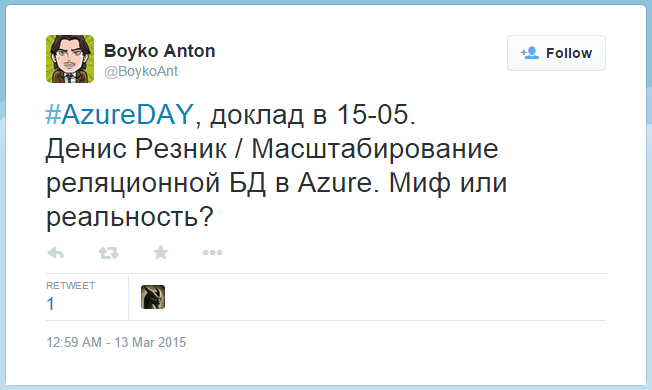 Boyko Anton
@BoykoAnt
Follow
#AzureDAY, доклад в 15-05.
Денис Резник / Масштабирование
реляционной БД в Azure. Миф или
реальность?
RETWEET
1
12:59 AM - 13 Mar 2015